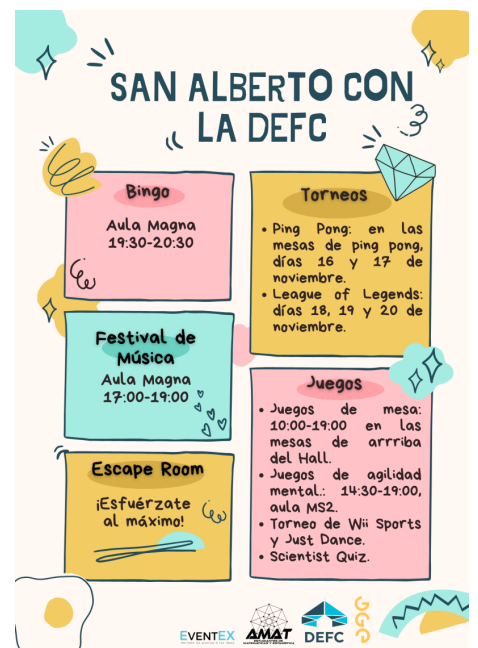 SAN ALBERTO CON
LA DEFC
Bingo
Aula Magna
19:30-20:30
Festival de
Música
Aula Magna
17:00-19:00
Escape Room
¡Esfuérzate
al máximo!
Torneos
• Ping Pong: en las
mesas de ping pong,
días 16 y 17 de
noviembre.
• League of Legends:
días 18, 19 y 20 de
noviembre.
Juegos
• Juegos de mesa:
10:00-19:00 en las
mesas de arrriba
del Hall.
• Juegos de agilidad
mental.: 14:30-19:00,
aula MS2.
• Torneo de Wii Sports
y Just Dance.
• Scientist Quiz.
EVENTEX
AMAT
DEFC